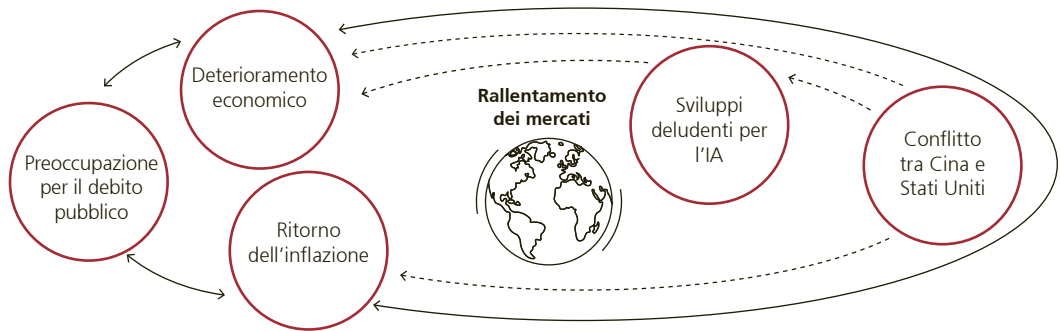 Deterioramento
economico
Preoccupazione
per il debito
pubblico
Ritorno
dell'inflazione
Rallentamento
dei mercati
Sviluppi
deludenti per
l'IA
Conflitto
tra Cina e
Stati Uniti